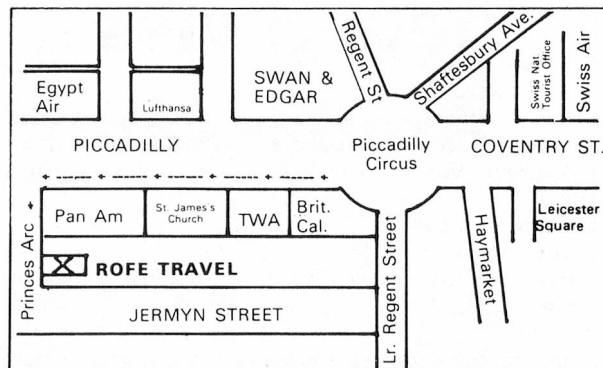 Regent St
Shaftesbury Ave.
Egypt
Air
Lufthansa
SWAN &
EDGAR
Swiss Nat
Tourist Office
Swiss Air
PICCADILLY
Piccadilly
Circus
COVENTRY ST.
Princes Arc
Pan Am
St. James's
Church
TWA
Brit.
Cal.
Leicester
Square
Haymarket
ROFE TRAVEL
JERMYN STREET
Lr. Regent Street